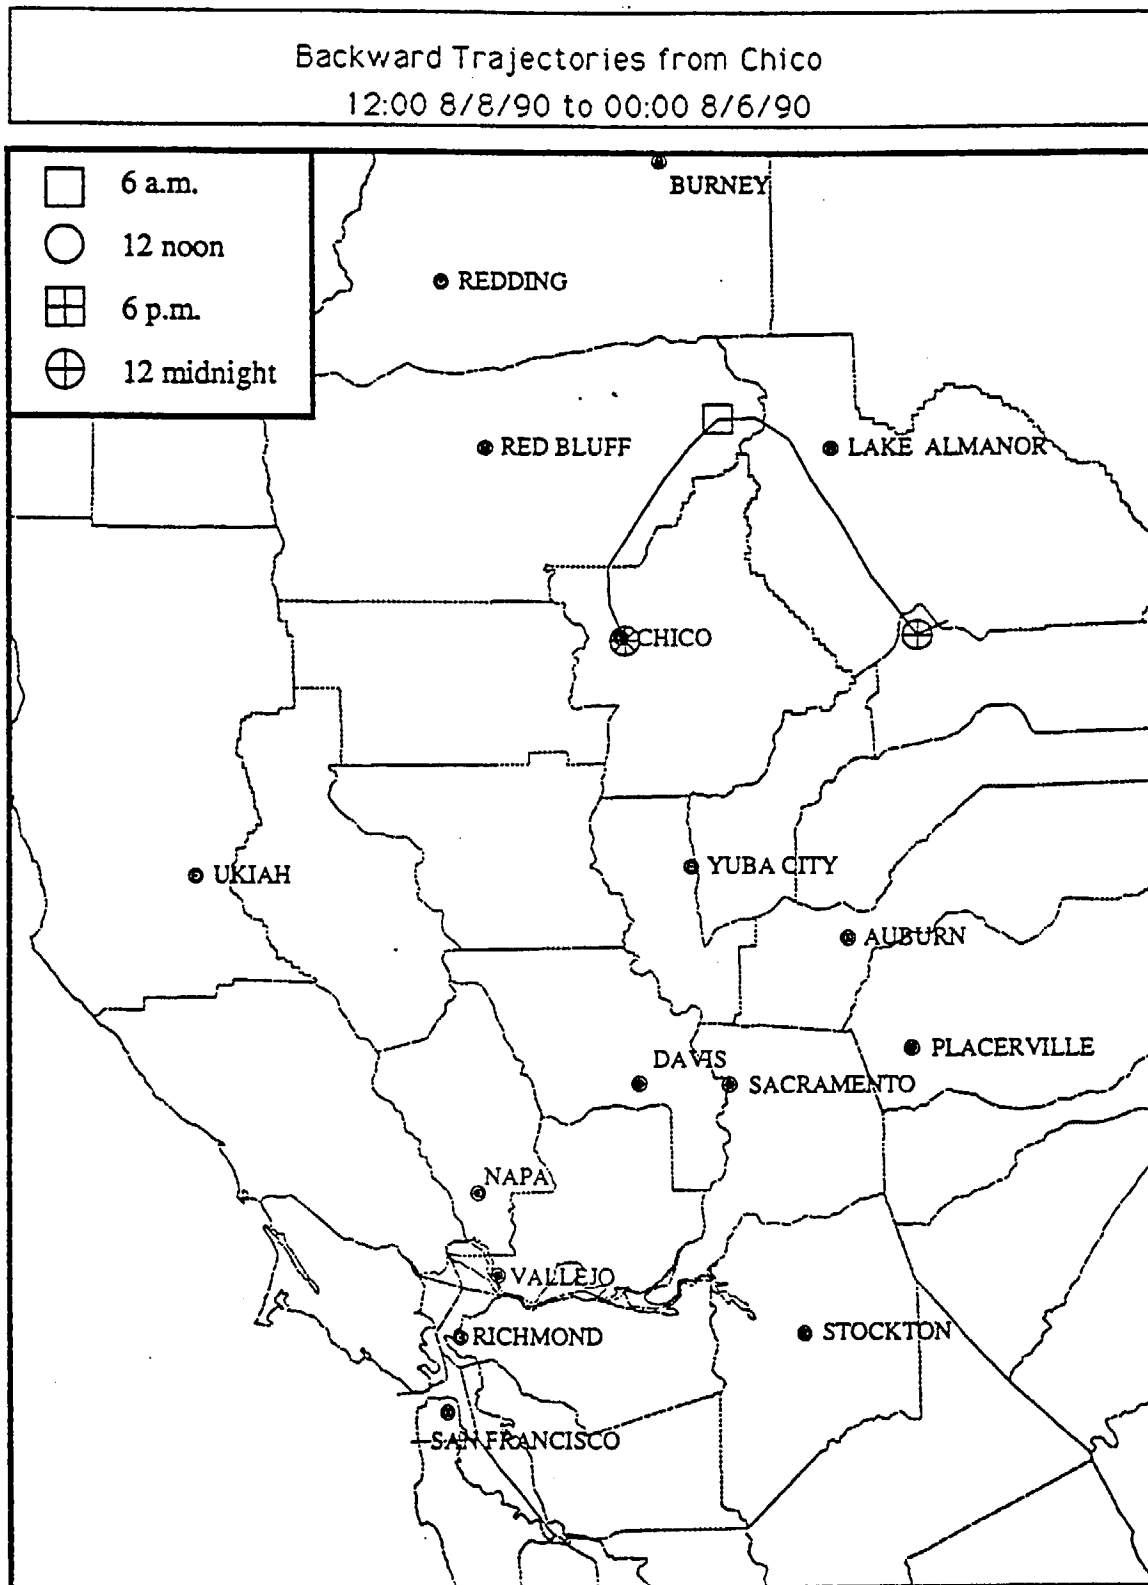 Backward Trajectories from Chico
12:00 8/8/90 to 00:00 8/6/90
6 a.m.
12 noon
6 p.m.
12 midnight
BURNEY
REDDING
RED BLUFF
LAKE ALMANOR
CHICO
UKIAH
YUBA CITY
AUBURN
PLACERVILLE
DAVIS
SACRAMENTO
NAPA
VALLEJO
RICHMOND
STOCKTON
SAN FRANCISCO